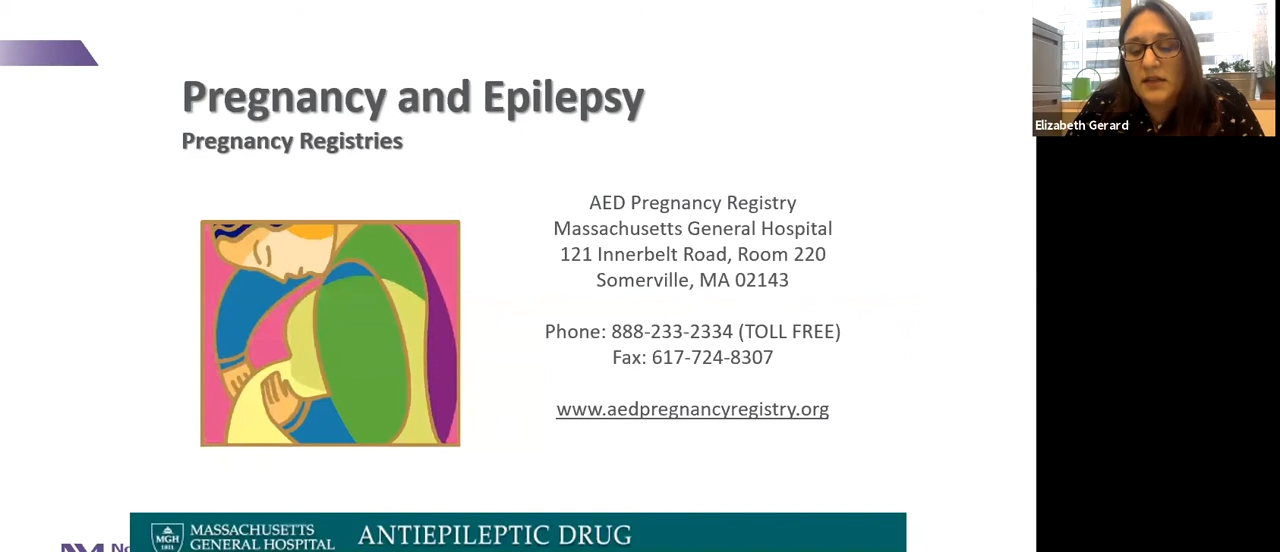 Pregnancy and Epilepsy
Pregnancy Registries
Elizabeth Gerard
AED Pregnancy Registry
Massachusetts General Hospital
121 Innerbelt Road, Room 220
Somerville, MA 02143
Phone: 888-233-2334 (TOLL FREE)
Fax: 617-724-8307
www.aedpregnancyregistry.org
MGH
1811
MASSACHUSETTS
GENERAL HOSPITAL
ANTIEPILEPTIC DRUG